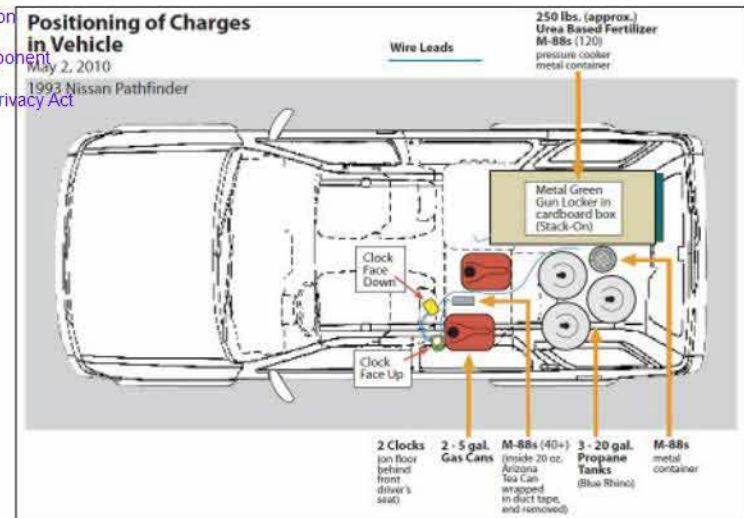 on
Positioning of Charges
in Vehicle
ponent
May 2, 2010
rivacy Act
1993 Nissan Pathfinder
Wire Leads
250 lbs. (approx.)
Urea Based Fertilizer
M-88s (120)
pressure cooker
metal container
Metal Green
Gun Locker in
cardboard box
(Stack-On)
Clock
Face
Down
Clock
Face Up
2 Clocks
(on floor
behind
front
driver's
seat)
2 - 5 gal.
Gas Cans
M-88s (40+)
(inside 20 oz.
Arizona
Tea Can
wrapped
in duct tape,
end removed)
3 - 20 gal.
Propane
Tanks
(Blue Rhino)
M-88s
metal
container